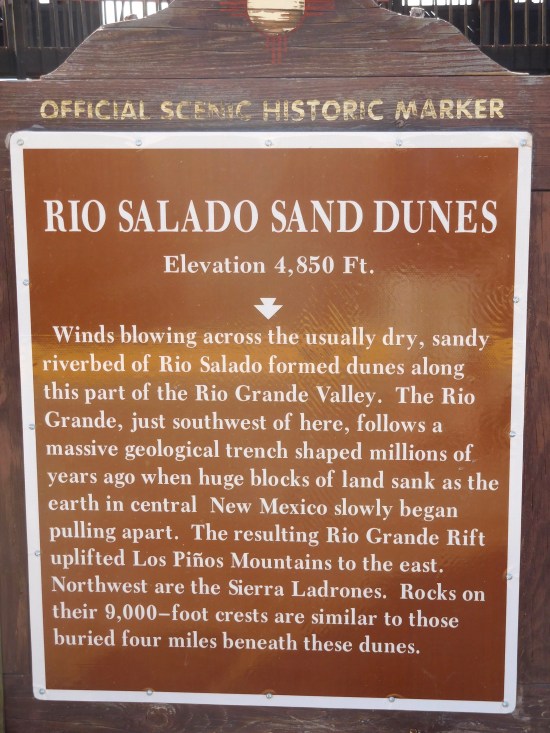 OFFICIAL SCENIC HISTORIC MARKER
RIO SALADO SAND DUNES
Elevation 4,850 Ft.
Winds blowing across the usually dry, sandy
riverbed of Rio Salado formed dunes along
this part of the Rio Grande Valley. The Rio
Grande, just southwest of here, follows a
massive geological trench shaped millions of
years ago when huge blocks of land sank as the
earth in central New Mexico slowly began
pulling apart. The resulting Rio Grande Rift
uplifted Los Piños Mountains to the east.
Northwest are the Sierra Ladrones. Rocks on
their 9,000–foot crests are similar to those
buried four miles beneath these dunes.